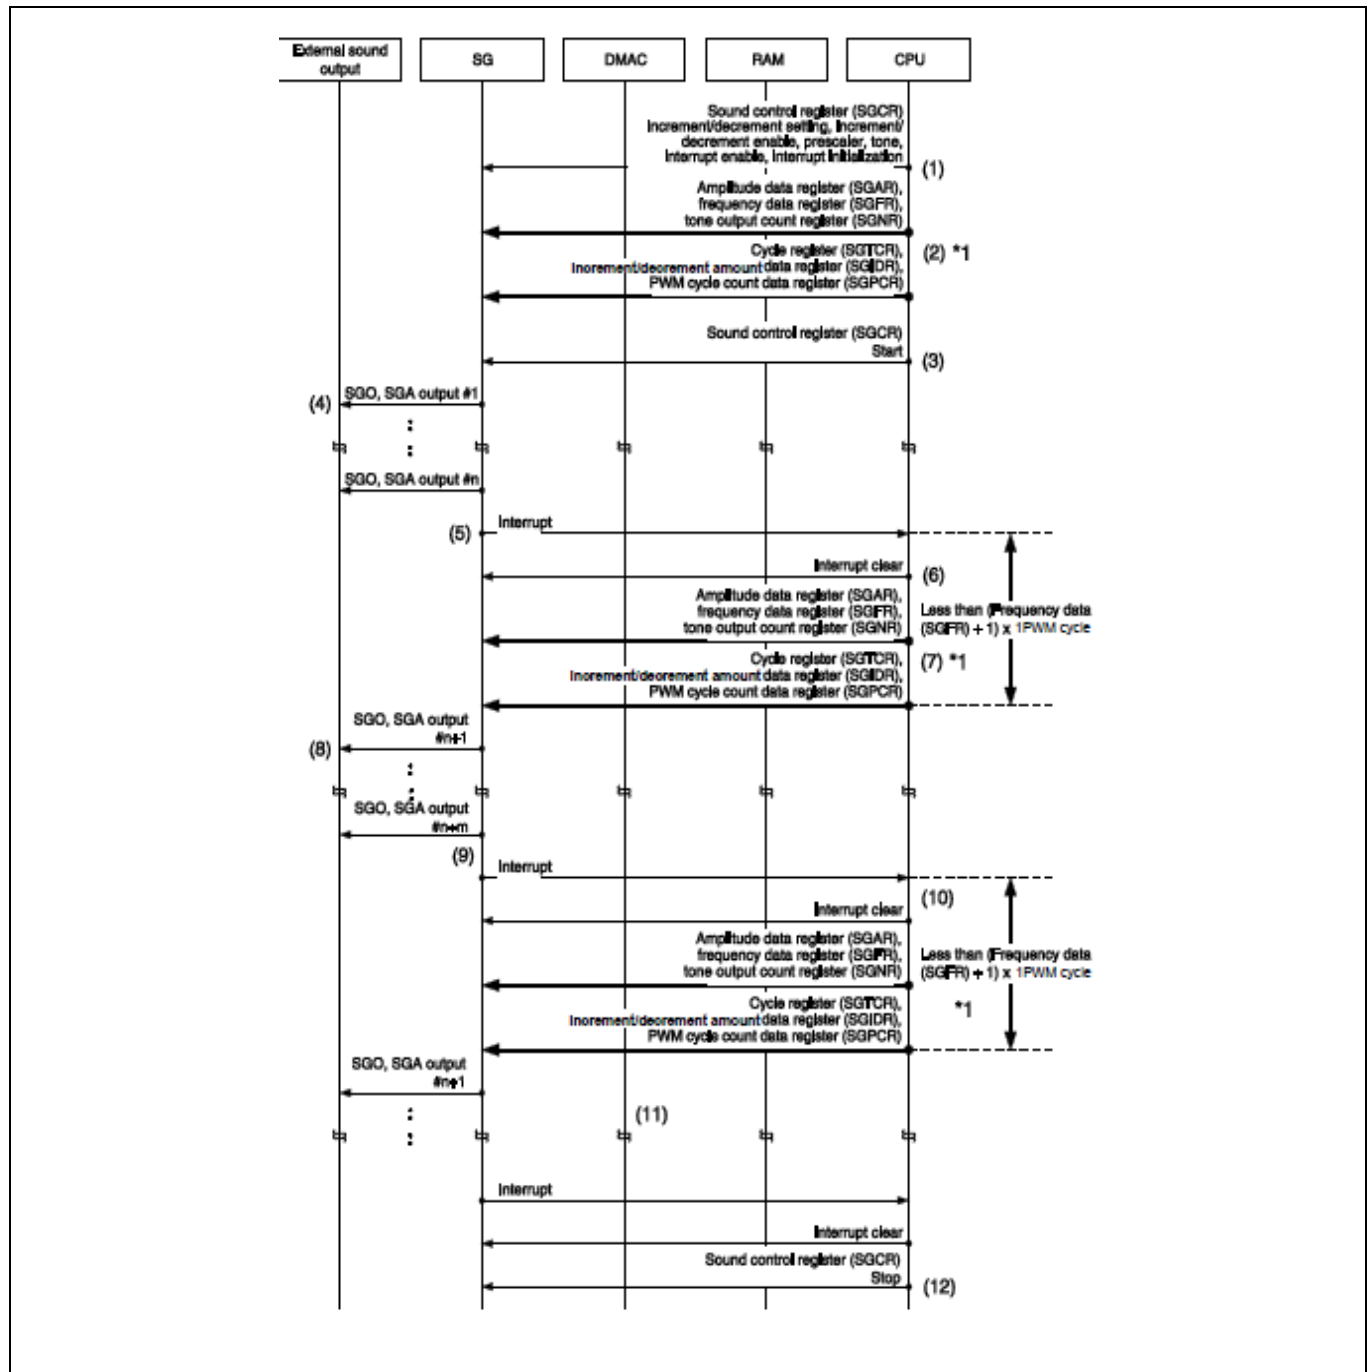 External sound
output
SG
DMAC
RAM
CPU
Sound control register (SGCR)
Increment/decrement setting, Increment/
decrement enable, prescaler, tone,
Interrupt enable, Interrupt initialization
(1)
Amplitude data register (SGAR),
frequency data register (SGFR),
tone output count register (SGNR)
(2) *1
Cycle register (SGTCR),
Increment/decrement amount data register (SGIDR),
PWM cycle count data register (SGPCR)
Sound control register (SGCR)
Start
(3)
(4)
SGO, SGA output #1
SGO, SGA output #n
(5)
Interrupt
Interrupt clear
(6)
Amplitude data register (SGAR),
frequency data register (SGFR),
tone output count register (SGNR)
Less than (Frequency data
(SGFR) + 1) x 1PWM cycle
Cycle register (SGTCR),
Increment/decrement amount data register (SGIDR),
PWM cycle count data register (SGPCR)
(7) *1
SGO, SGA output
#n+1
(8)
SGO, SGA output
#n+m
(9)
Interrupt
(10)
Interrupt clear
Amplitude data register (SGAR),
frequency data register (SGFR),
tone output count register (SGNR)
Less than (Frequency data
(SGFR) + 1) x 1PWM cycle
*1
Cycle register (SGTCR),
Increment/decrement amount data register (SGIDR),
PWM cycle count data register (SGPCR)
SGO, SGA output
#n+1
(11)
Interrupt
Interrupt clear
Sound control register (SGCR)
Stop
(12)